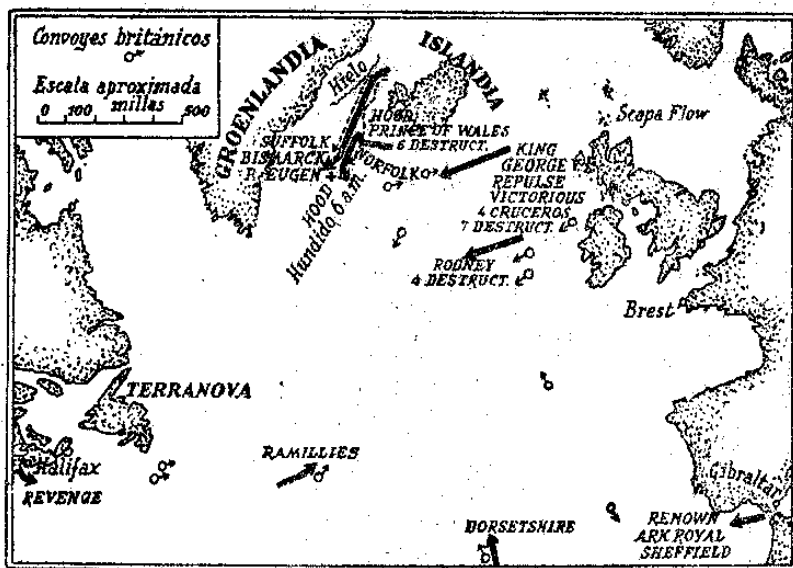 Convoyes británicos
Escala aproximada
0 100 500
millas
GROENLANDIA
Hielo
ISLANDIA
Scapa Flow
HOOD
PRINCE OF WALES
6 DESTRUCT.
SUFFOLK
BISMARCK
P. EUGEN
NORFOLK
HOOD
Hundido 6 a.m.
KING
GEORGE V
REPULSE
VICTORIOUS
4 CRUCEROS
7 DESTRUCT.
RODNEY
4 DESTRUCT.
Brest
TERRANOVA
Halifax
REVENGE
RAMILLIES
DORSETSHIRE
Gibraltar
RENOWN
ARK ROYAL
SHEFFIELD